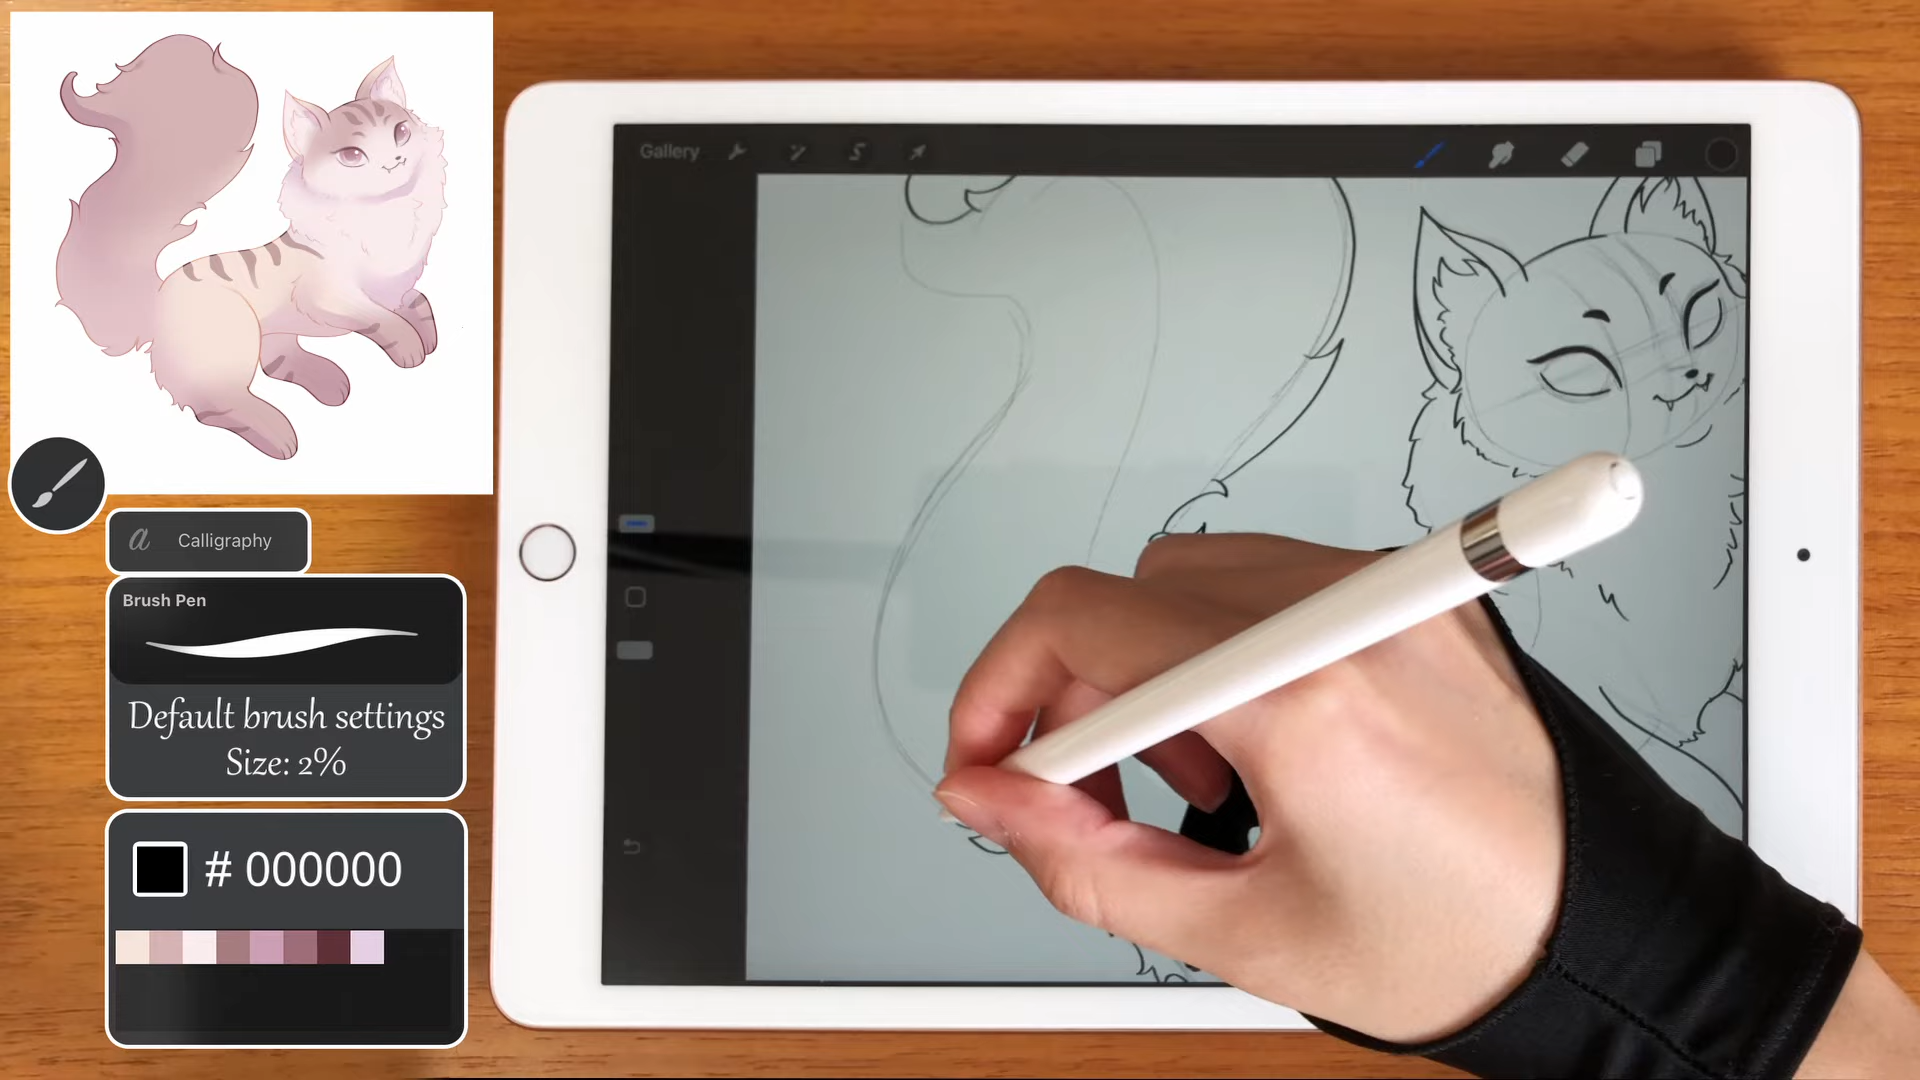 Gallery
a Calligraphy
Brush Pen
Default brush settings
Size: 2%
# 000000